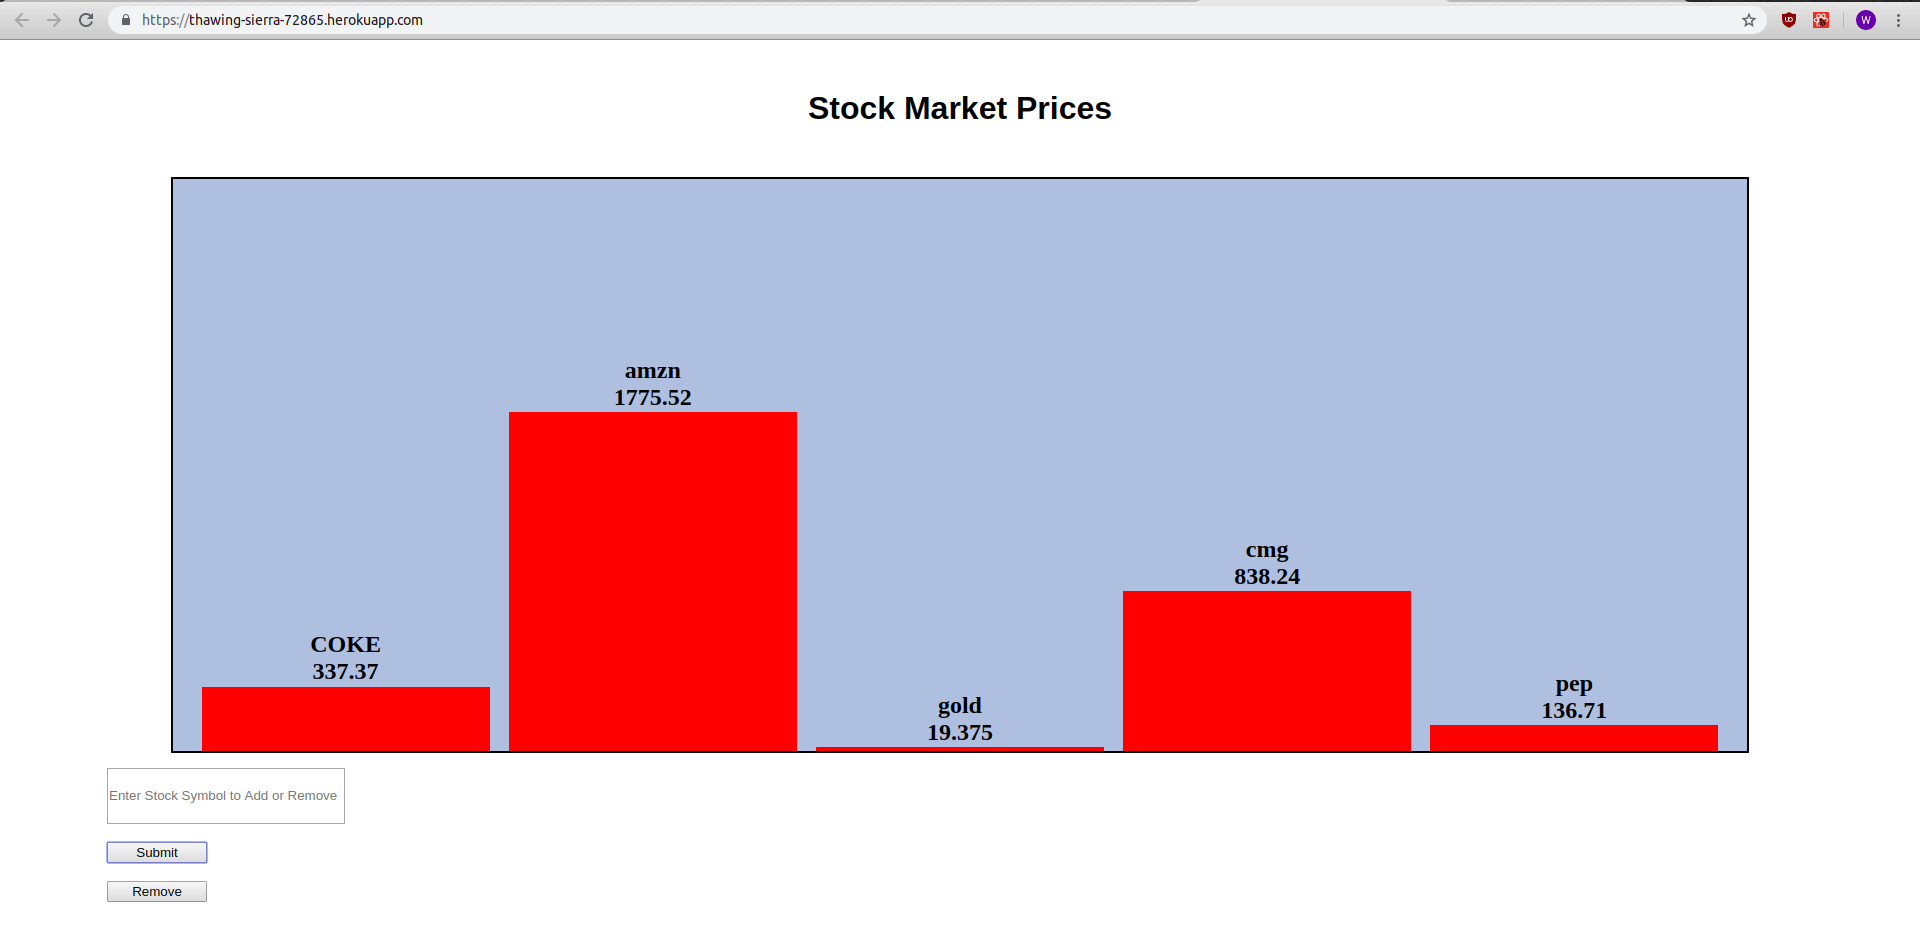 https://thawing-sierra-72865.herokuapp.com
W
Stock Market Prices
amzn
1775.52
cmg
838.24
COKE
337.37
pep
136.71
gold
19.375
Enter Stock Symbol to Add or Remove
Submit
Remove